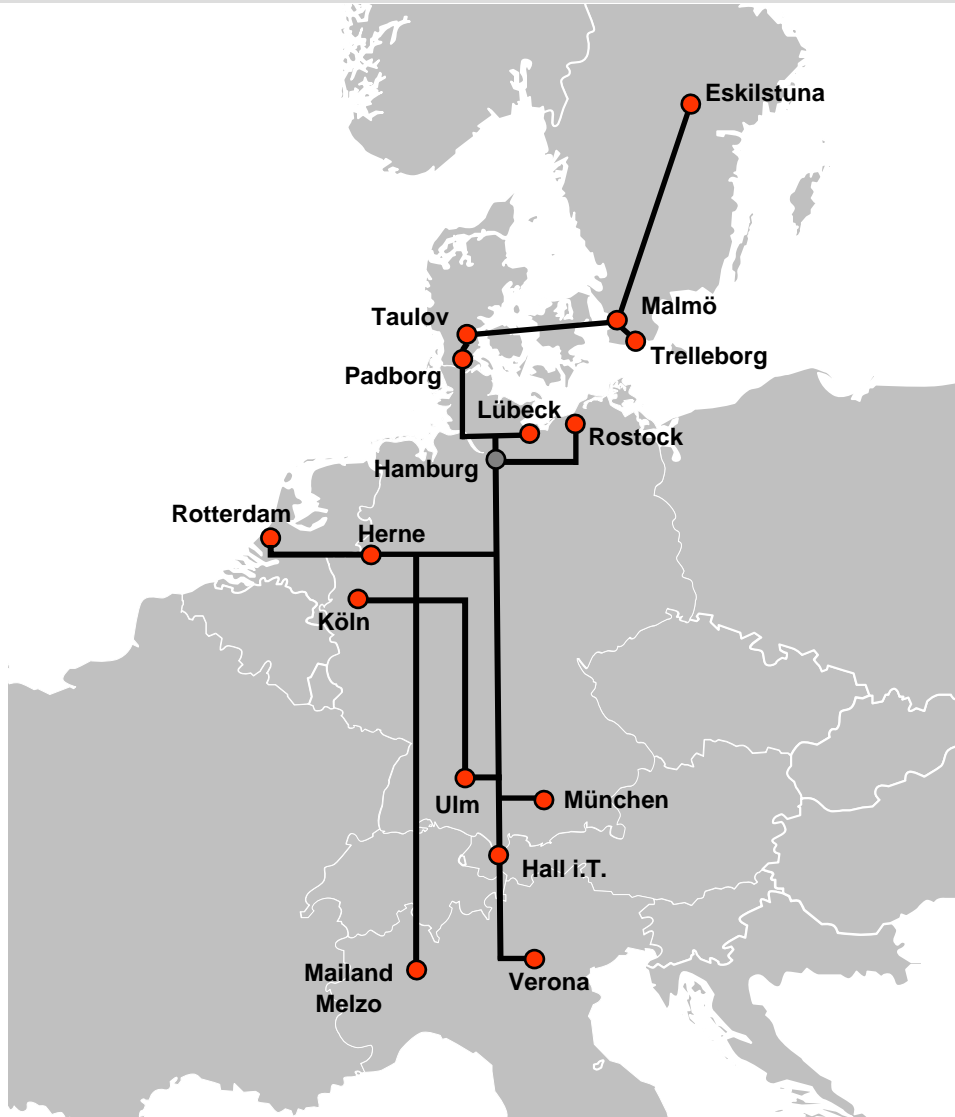 Eskilstuna
Malmö
Taulov
Trelleborg
Padborg
Lübeck
Rostock
Hamburg
Rotterdam
Herne
Köln
Ulm
München
Hall i.T.
Mailand
Melzo
Verona